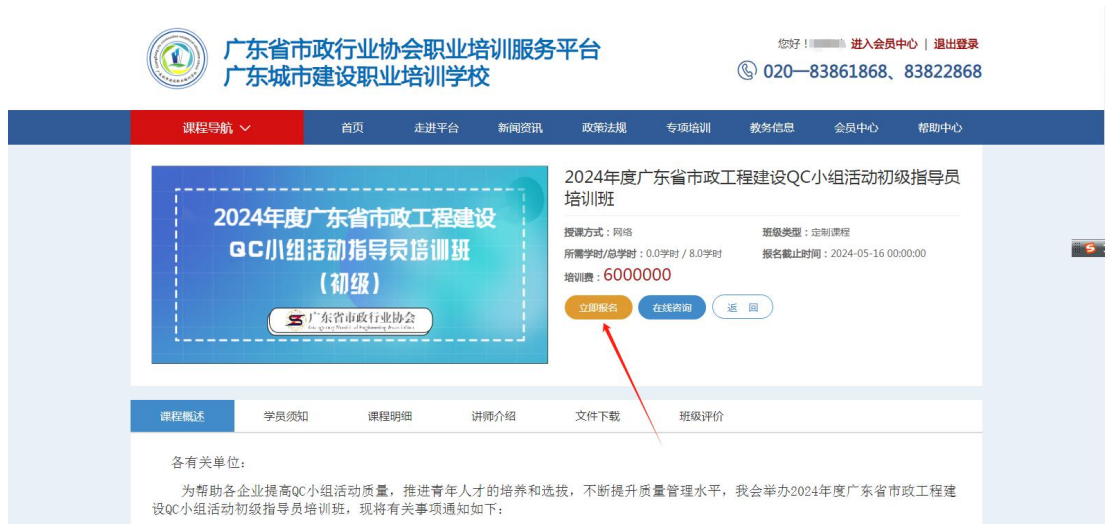 广东省市政行业协会职业培训服务平台
广东城市建设职业培训学校
您好！ 进入会员中心 | 退出登录
020—83861868、83822868
课程导航 首页 走进平台 新闻资讯 政策法规 专项培训 教务信息 会员中心 帮助中心
2024年度广东省市政工程建设
QC小组活动指导员培训班
（初级）
广东省市政行业协会
2024年度广东省市政工程建设QC小组活动初级指导员
培训班
授课方式：网络 班级类型：定制课程
所需学时/总学时：0.0学时 / 8.0学时 报名截止时间：2024-05-16 00:00:00
培训费：6000000
立即报名 在线咨询 返 回
课程概述 学员须知 课程明细 讲师介绍 文件下载 班级评价
各有关单位：
为帮助各企业提高QC小组活动质量，推进青年人才的培养和选拔，不断提升质量管理水平，我会举办2024年度广东省市政工程建
设QC小组活动初级指导员培训班，现将有关事项通知如下：